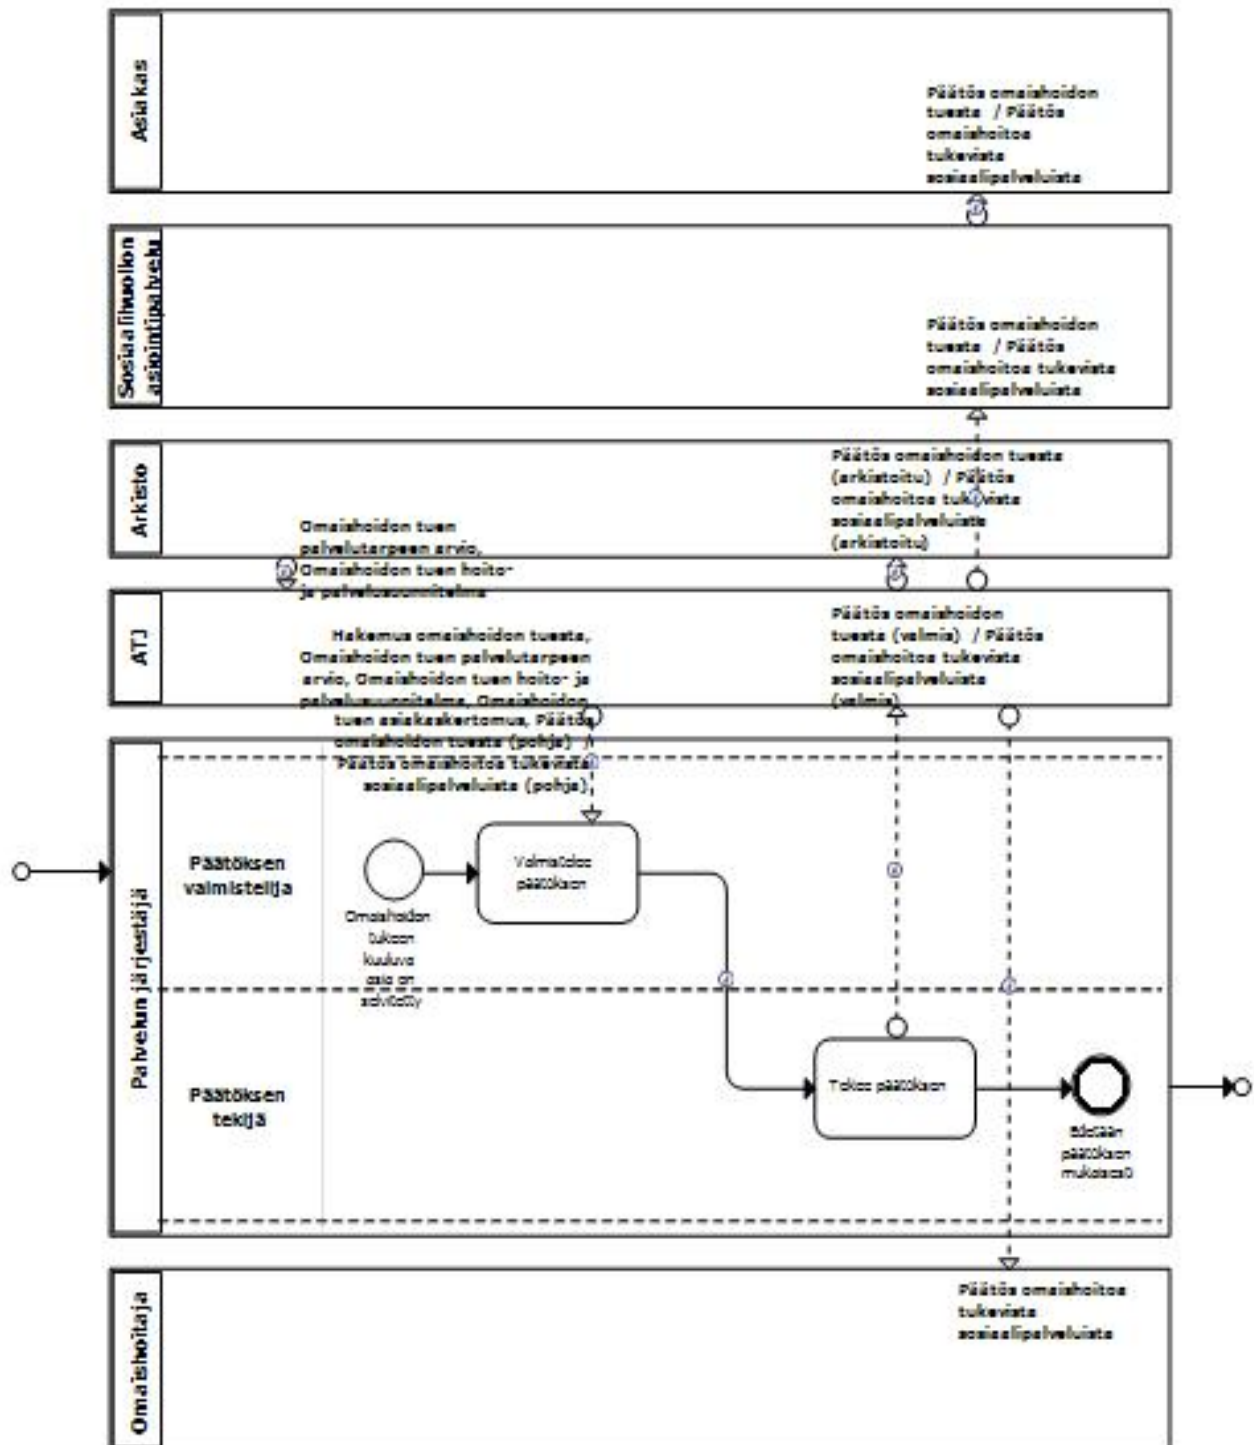 Asiakas
Päätös omaishoidon
tuesta / Päätös
omaishoitoa
tukevista
sosiaalipalveluista
Sosiaalihuollon
asiointipalvelu
Päätös omaishoidon
tuesta / Päätös
omaishoitoa tukevista
sosiaalipalveluista
Arkisto
Päätös omaishoidon tuesta
(arkistoitu) / Päätös
omaishoitoa tukevista
sosiaalipalveluista
(arkistoitu)
Omaishoidon tuen
palvelutarpeen arvio,
Omaishoidon tuen hoito-
ja palvelusuunnitelma
ATJ
Päätös omaishoidon
tuesta (valmis) / Päätös
omaishoitoa tukevista
sosiaalipalveluista
(valmis)
Hakemus omaishoidon tuesta,
Omaishoidon tuen palvelutarpeen
arvio, Omaishoidon tuen hoito- ja
palvelusuunnitelma, Omaishoidon
tuen asiakaskertomus, Päätös
omaishoidon tuesta (pohja) /
Päätös omaishoitoa tukevista
sosiaalipalveluista (pohja)
Palvelun järjestäjä
Päätöksen
valmistelija
Omaishoidon
tukeen
kuuluva
asia on
selvitetty
Valmistelee
päätöksen
Päätöksen
tekijä
Tekee päätöksen
Edetään
päätöksen
mukaisesti
Omaishoitaja
Päätös omaishoitoa
tukevista
sosiaalipalveluista